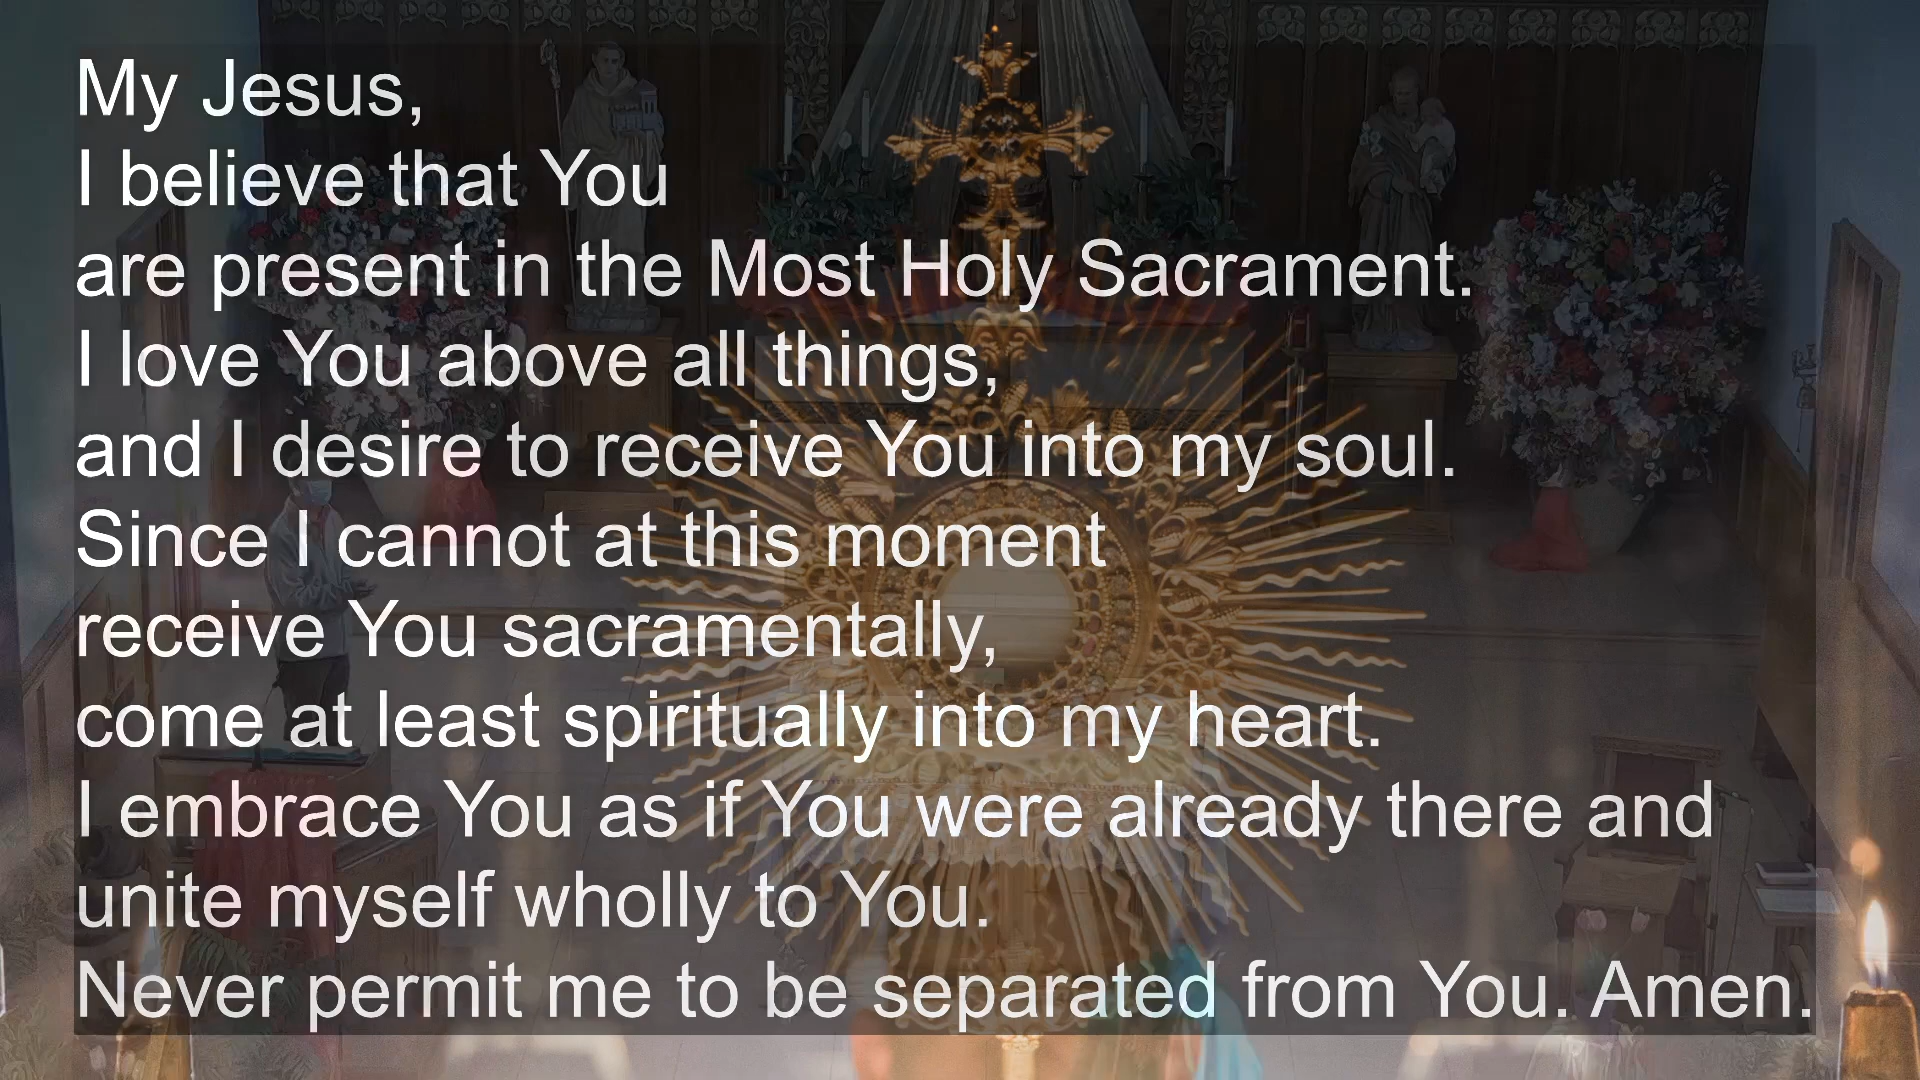 My Jesus,
I believe that You
are present in the Most Holy Sacrament.
I love You above all things,
and I desire to receive You into my soul.
Since I cannot at this moment
receive You sacramentally,
come at least spiritually into my heart.
I embrace You as if You were already there and
unite myself wholly to You.
Never permit me to be separated from You. Amen.